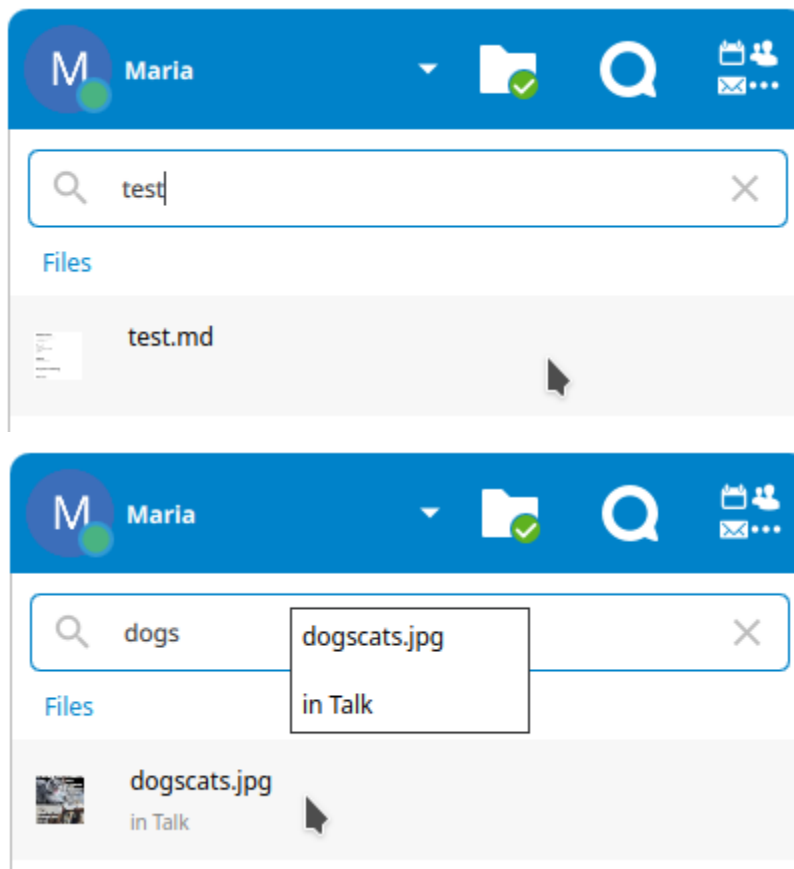 M Maria
test
Files
test.md
M Maria
dogs
dogscats.jpg
in Talk
Files
dogscats.jpg
in Talk